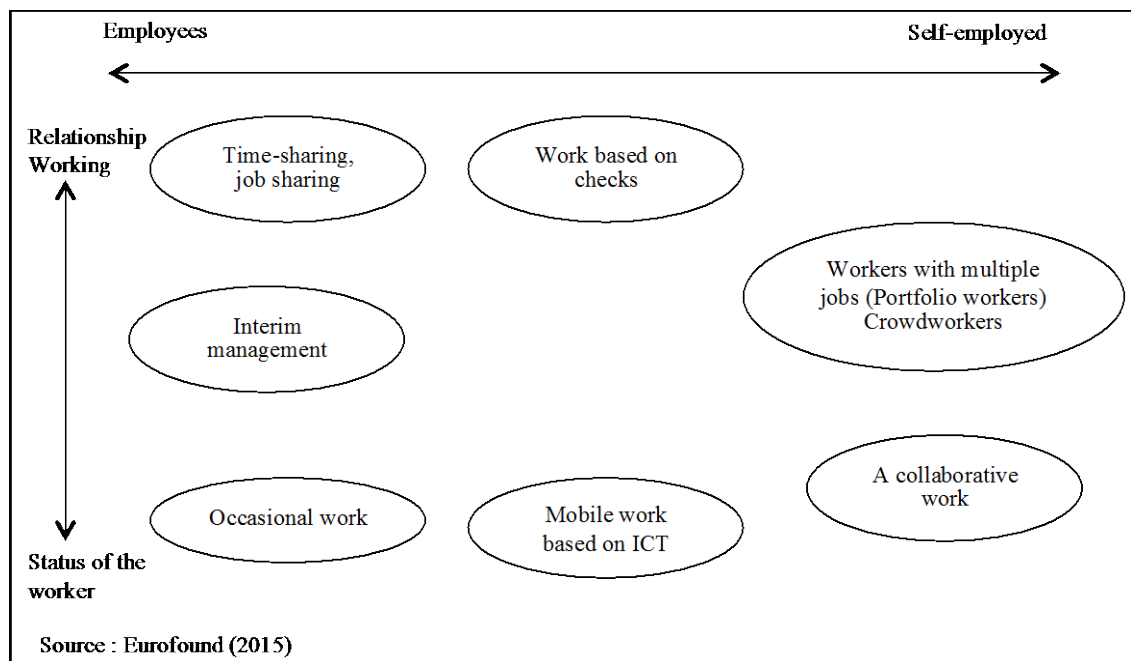 Employees
Self-employed
Relationship
Working
Time-sharing,
job sharing
Work based on
checks
Workers with multiple
jobs (Portfolio workers)
Crowdworkers
Interim
management
A collaborative
work
Occasional work
Mobile work
based on ICT
Status of the
worker
Source : Eurofound (2015)